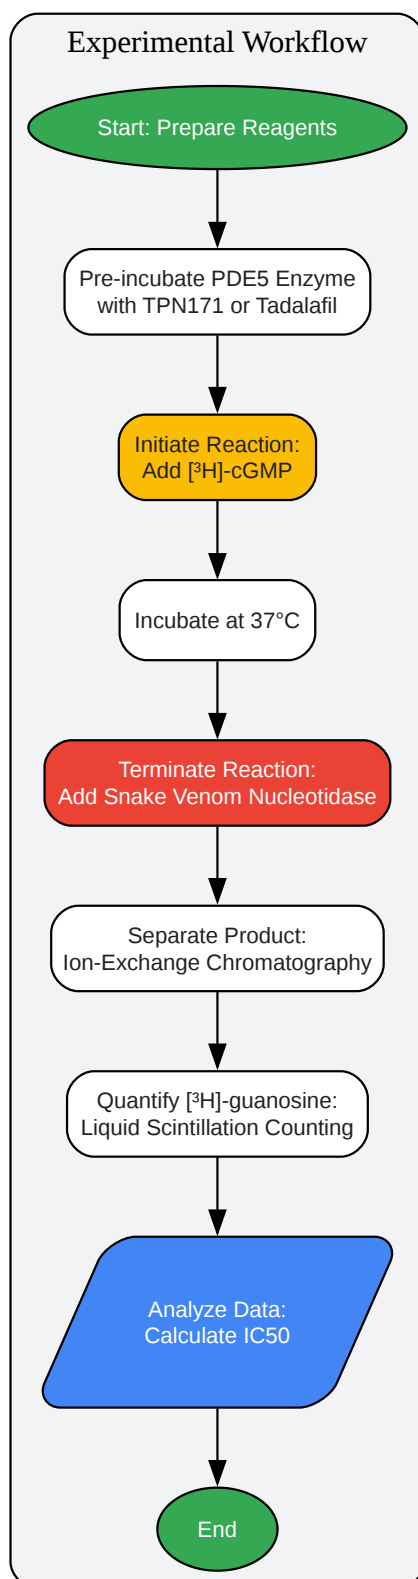 Experimental Workflow
Start: Prepare Reagents
Pre-incubate PDE5 Enzyme
with TPN171 or Tadalafil
Initiate Reaction:
Add [³H]-cGMP
Incubate at 37°C
Terminate Reaction:
Add Snake Venom Nucleotidase
Separate Product:
Ion-Exchange Chromatography
Quantify [³H]-guanosine:
Liquid Scintillation Counting
Analyze Data:
Calculate IC50
End